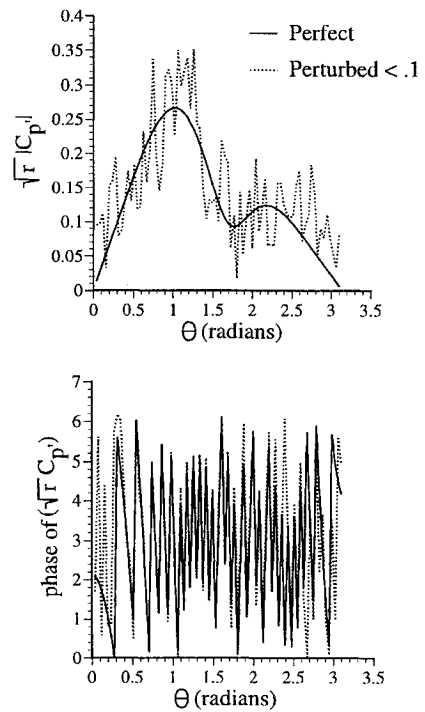 0.4
0.35
0.3
0.25
0.2
0.15
0.1
0.05
0
√r |Cp'|
Perfect
Perturbed < .1
0 0.5 1 1.5 2 2.5 3 3.5
θ (radians)
7
6
5
4
3
2
1
0
phase of (√r Cp')
0 0.5 1 1.5 2 2.5 3 3.5
θ (radians)